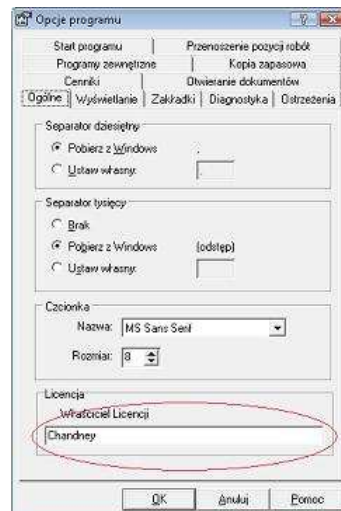 Opcje programu
Start programu Przenoszenie pozycji robót
Programy zewnętrzne Kopia zapasowa
Cenniki Otwieranie dokumentów
Ogólne Wyświetlanie Zakładki Diagnostyka Ostrzeżenia
Separator dziesiętny
Pobierz z Windows .
Ustaw własny: .
Separator tysięcy
Brak
Pobierz z Windows (odstęp)
Ustaw własny:
Czcionka
Nazwa: MS Sans Serif
Rozmiar: 8
Licencja
Właściciel Licencji
Chandney
OK Anuluj Pomoc